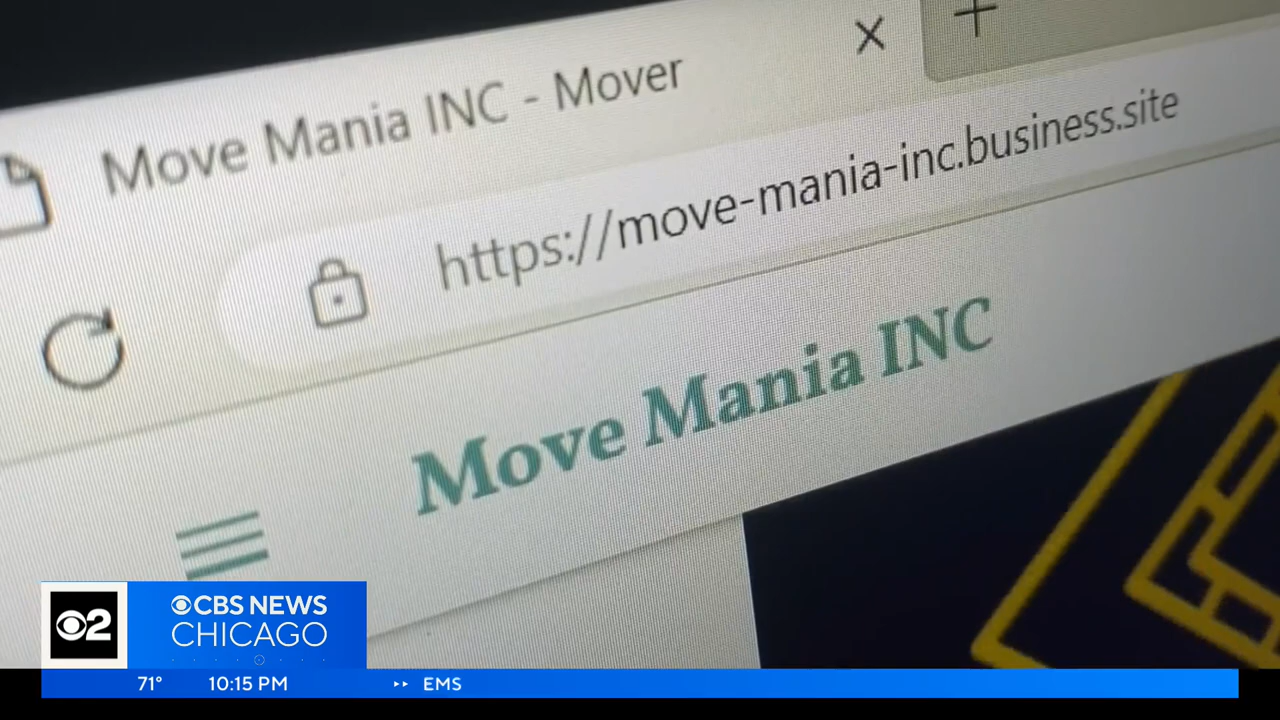 Move Mania INC - Mover
https://move-mania-inc.business.site
Move Mania INC
2
CBS NEWS
CHICAGO
71° 10:15 PM EMS